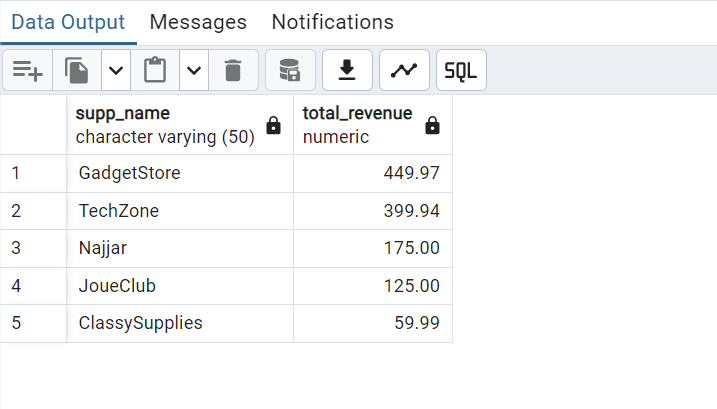 Data Output Messages Notifications
SQL
supp_name total_revenue
character varying (50) numeric
1 GadgetStore 449.97
2 TechZone 399.94
3 Najjar 175.00
4 JoueClub 125.00
5 ClassySupplies 59.99